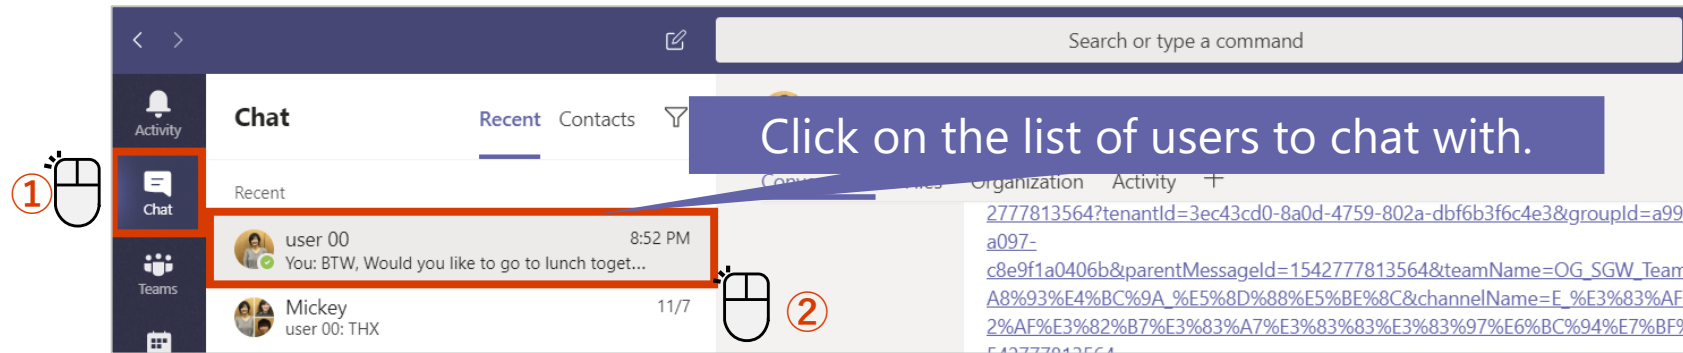 Search or type a command
Activity
Chat
Recent Contacts
Click on the list of users to chat with.
①
Chat
Recent
Organization Activity +
user 00 8:52 PM
You: BTW, Would you like to go to lunch toget...
Teams
Mickey 11/7
user 00: THX
②
2777813564?tenantId=3ec43cd0-8a0d-4759-802a-dbf6b3f6c4e3&groupId=a99
a097-
c8e9f1a0406b&parentMessageId=1542777813564&teamName=OG_SGW_Team
A8%93%E4%BC%9A_%E5%8D%88%E5%BE%8C&channelName=E_%E3%83%AF
2%AF%E3%82%B7%E3%83%A7%E3%83%83%E3%83%97%E6%BC%94%E7%BF%